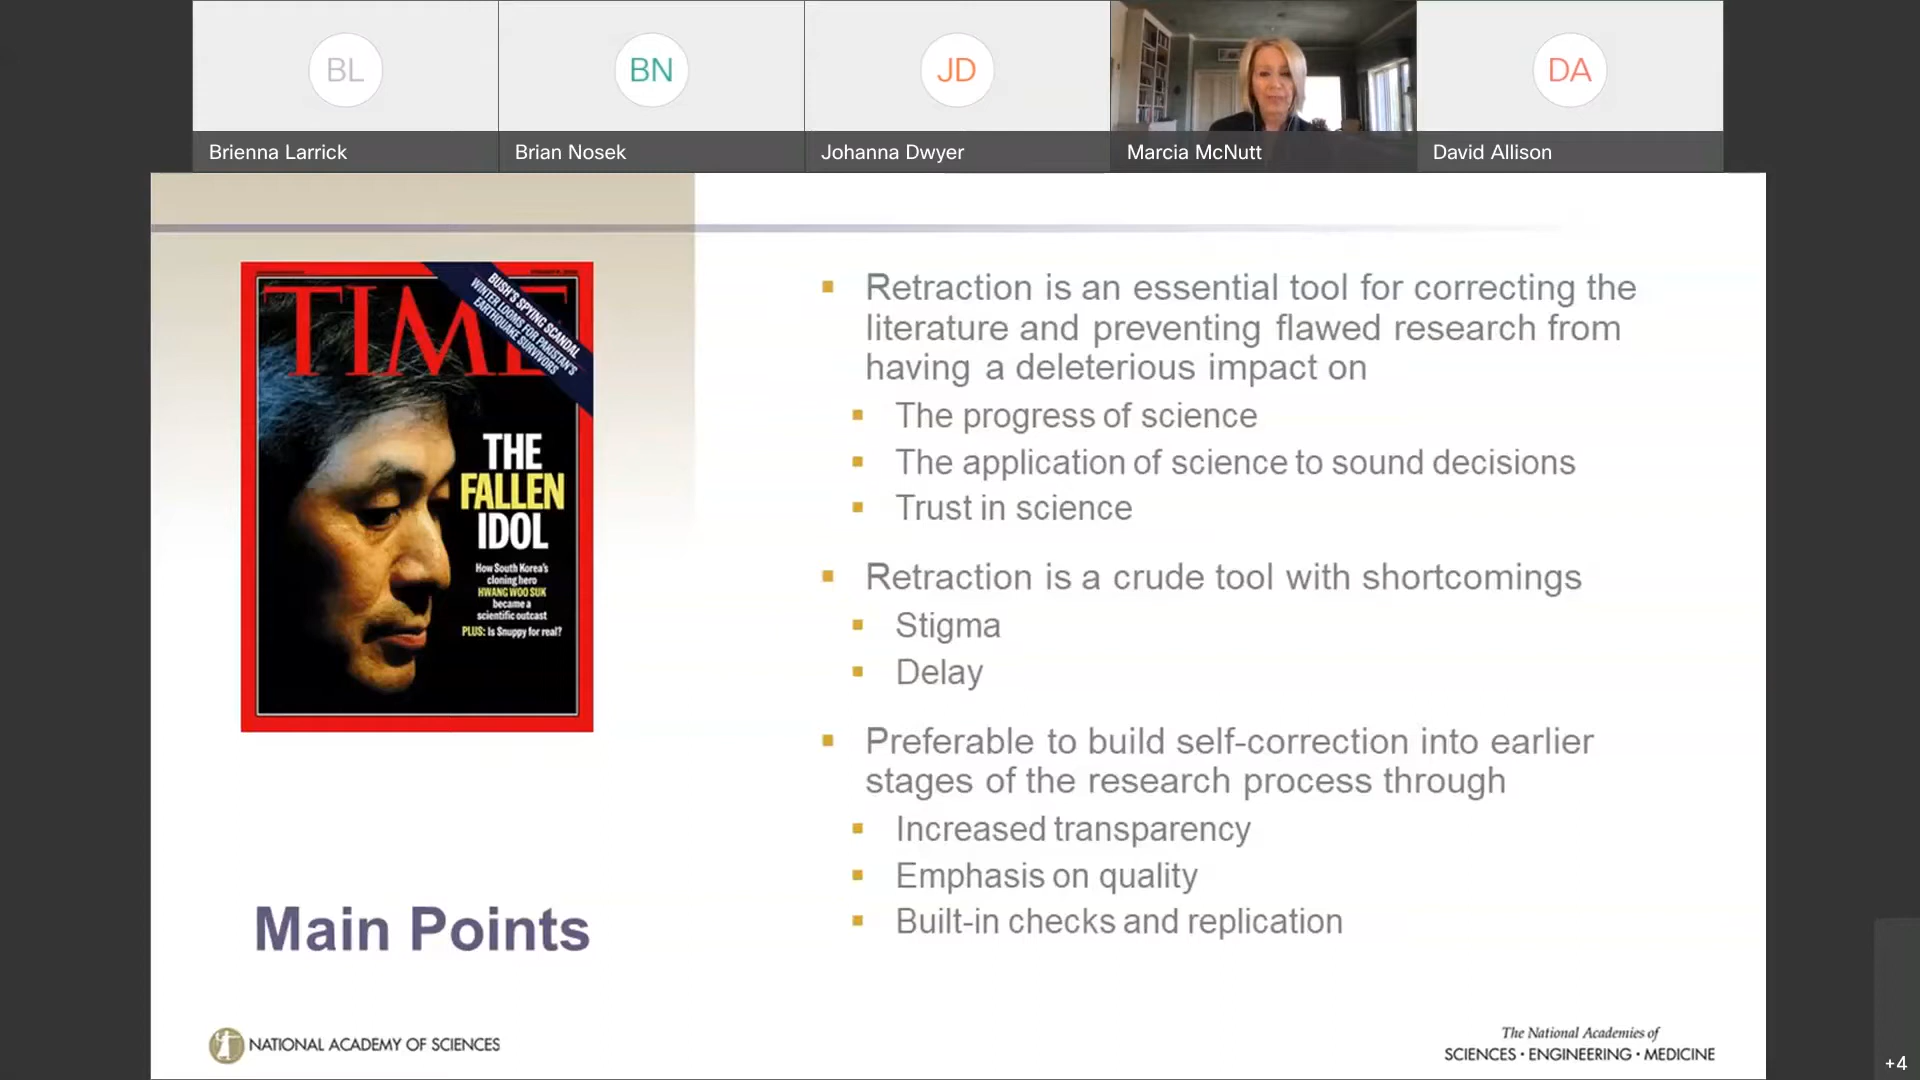 BL
BN
JD
DA
Brienna Larrick
Brian Nosek
Johanna Dwyer
Marcia McNutt
David Allison
TIME
BUSH'S SPYING SCANDAL
WINTER LOOMS FOR PAKISTAN'S
EARTHQUAKE SURVIVORS
THE
FALLEN
IDOL
How South Korea's
cloning hero
HWANG WOO SUK
became a
scientific outcast
PLUS: Is Snuppy for real?
Main Points
Retraction is an essential tool for correcting the
literature and preventing flawed research from
having a deleterious impact on
The progress of science
The application of science to sound decisions
Trust in science
Retraction is a crude tool with shortcomings
Stigma
Delay
Preferable to build self-correction into earlier
stages of the research process through
Increased transparency
Emphasis on quality
Built-in checks and replication
NATIONAL ACADEMY OF SCIENCES
The National Academies of
SCIENCES · ENGINEERING · MEDICINE
+4